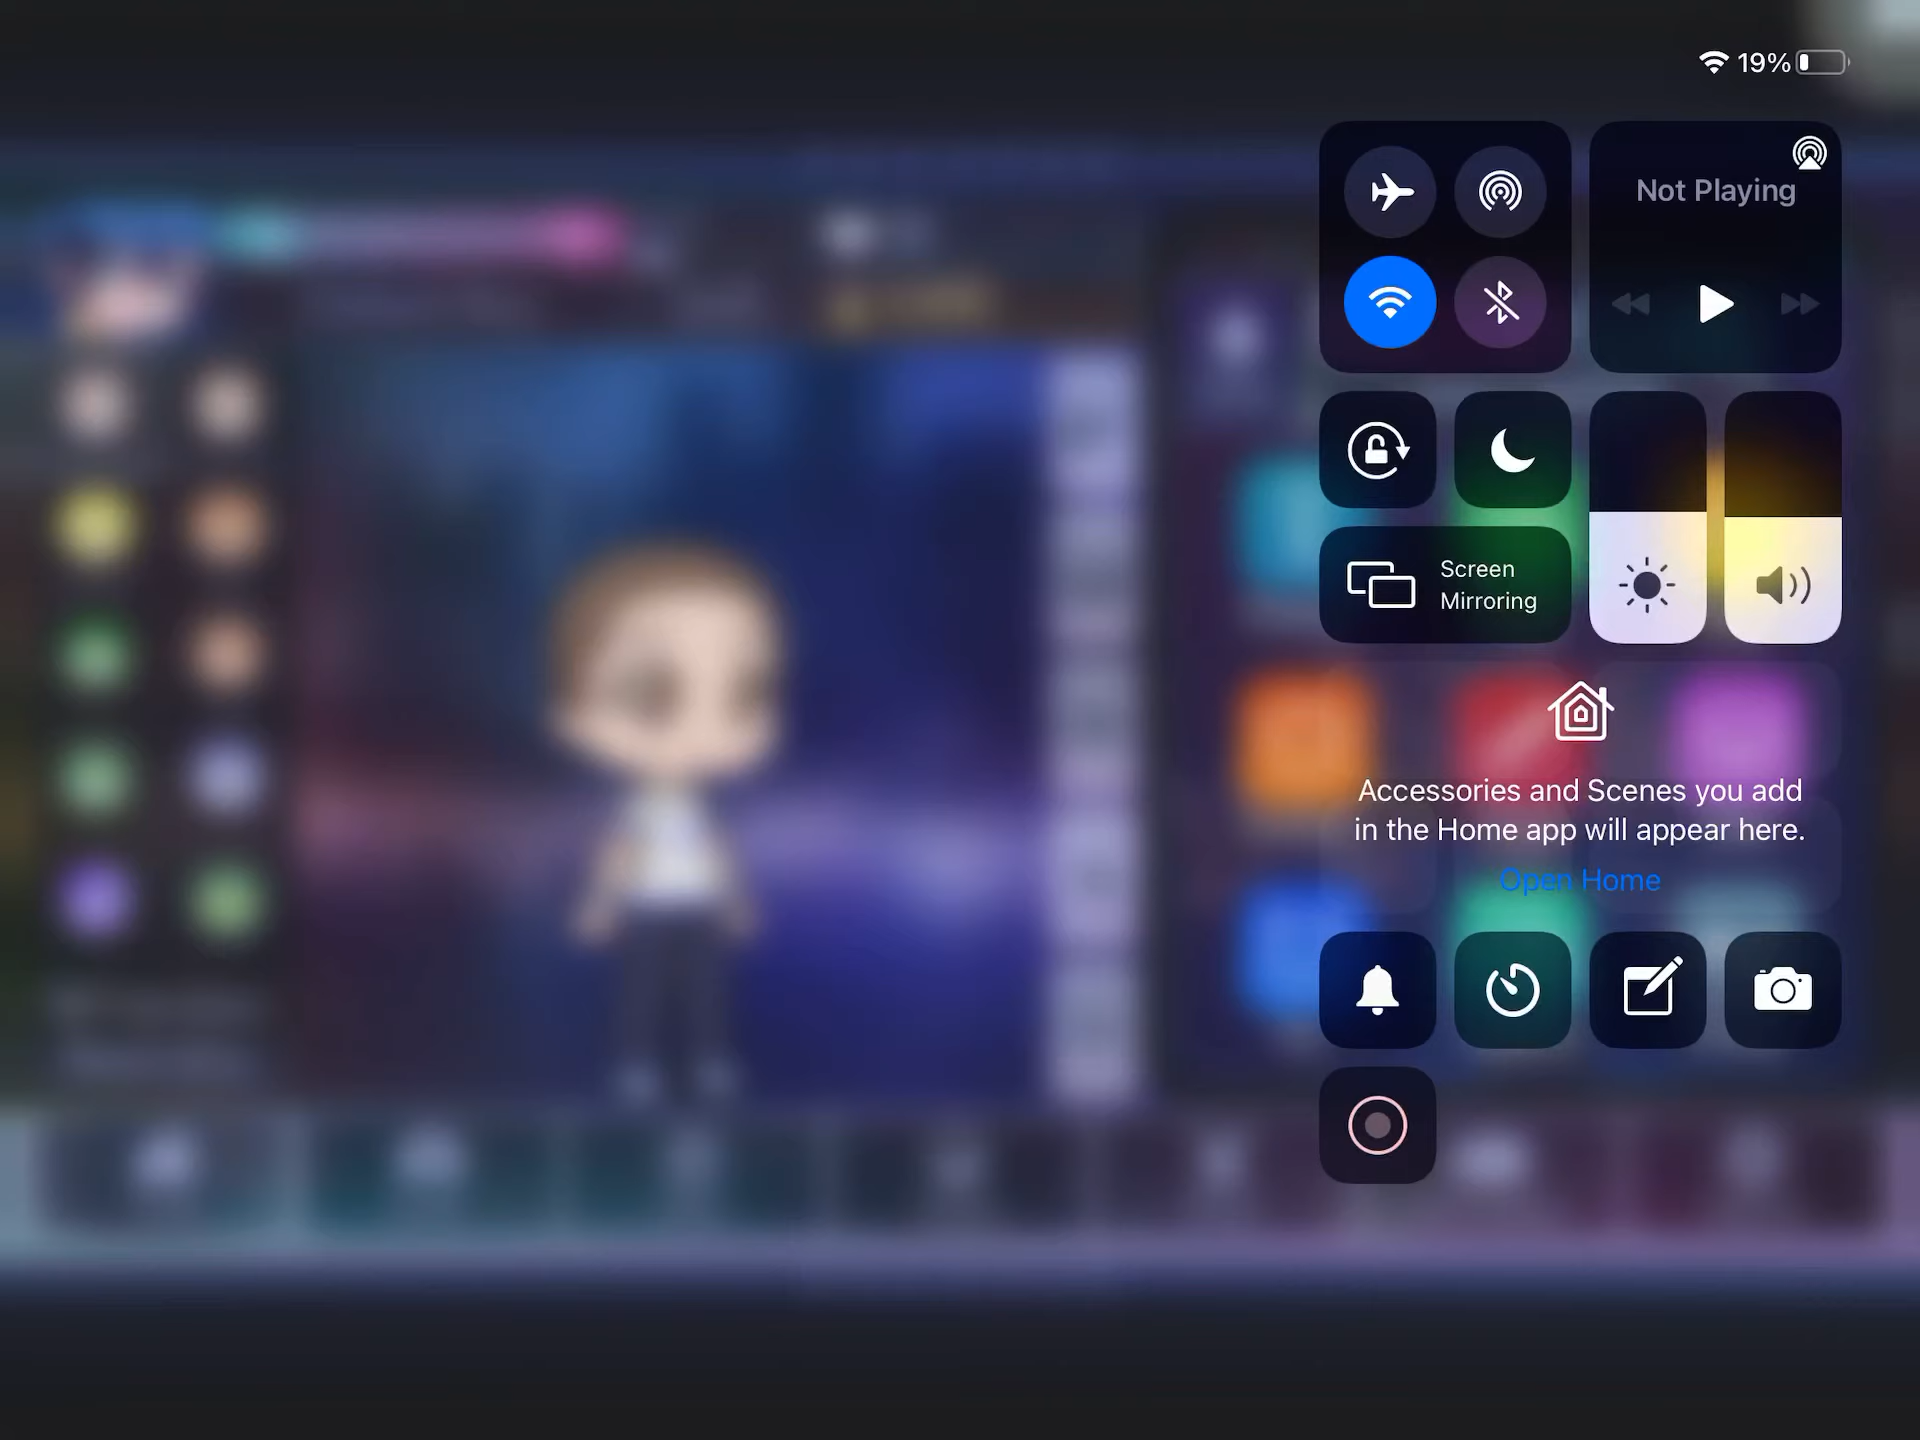 19%
Not Playing
Screen
Mirroring
Accessories and Scenes you add
in the Home app will appear here.
Open Home